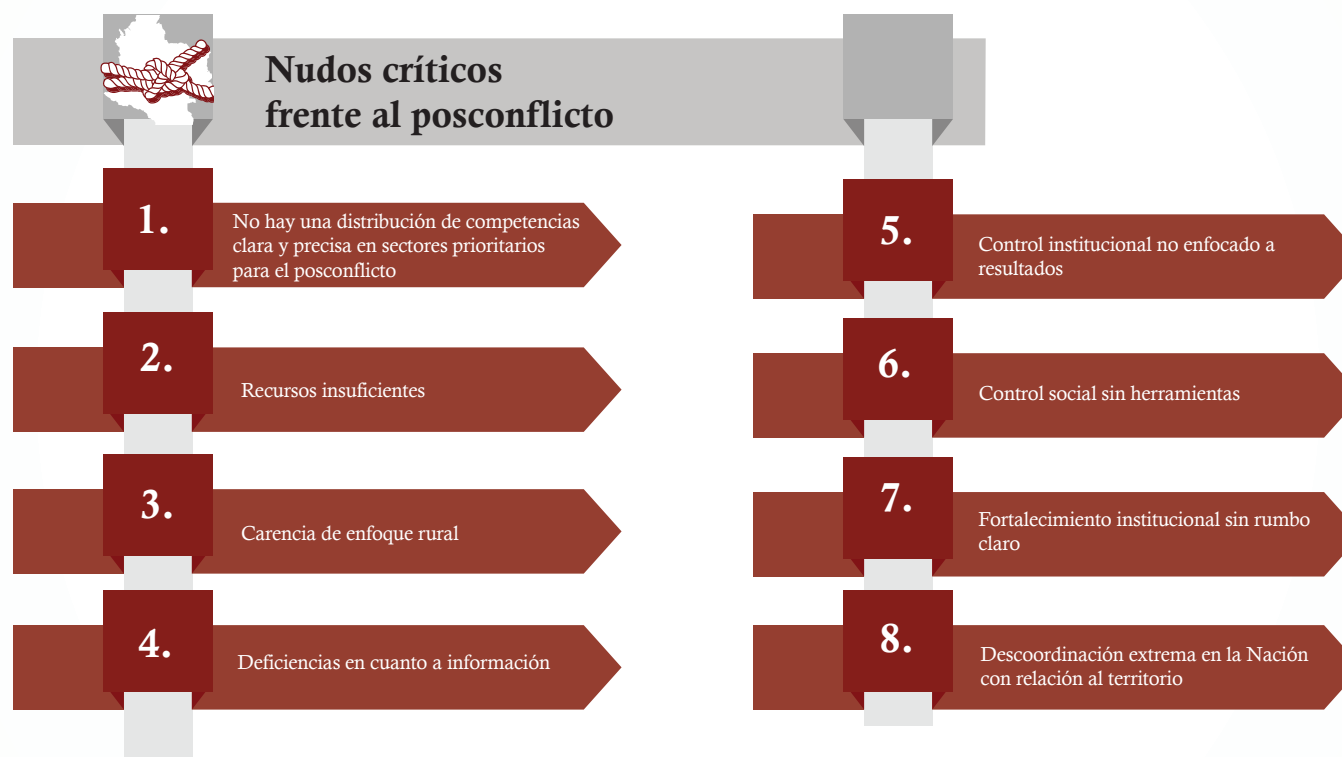 Nudos críticos
frente al posconflicto
1.
No hay una distribución de competencias
clara y precisa en sectores prioritarios
para el posconflicto
2.
Recursos insuficientes
3.
Carencia de enfoque rural
4.
Deficiencias en cuanto a información
5.
Control institucional no enfocado a
resultados
6.
Control social sin herramientas
7.
Fortalecimiento institucional sin rumbo
claro
8.
Descoordinación extrema en la Nación
con relación al territorio